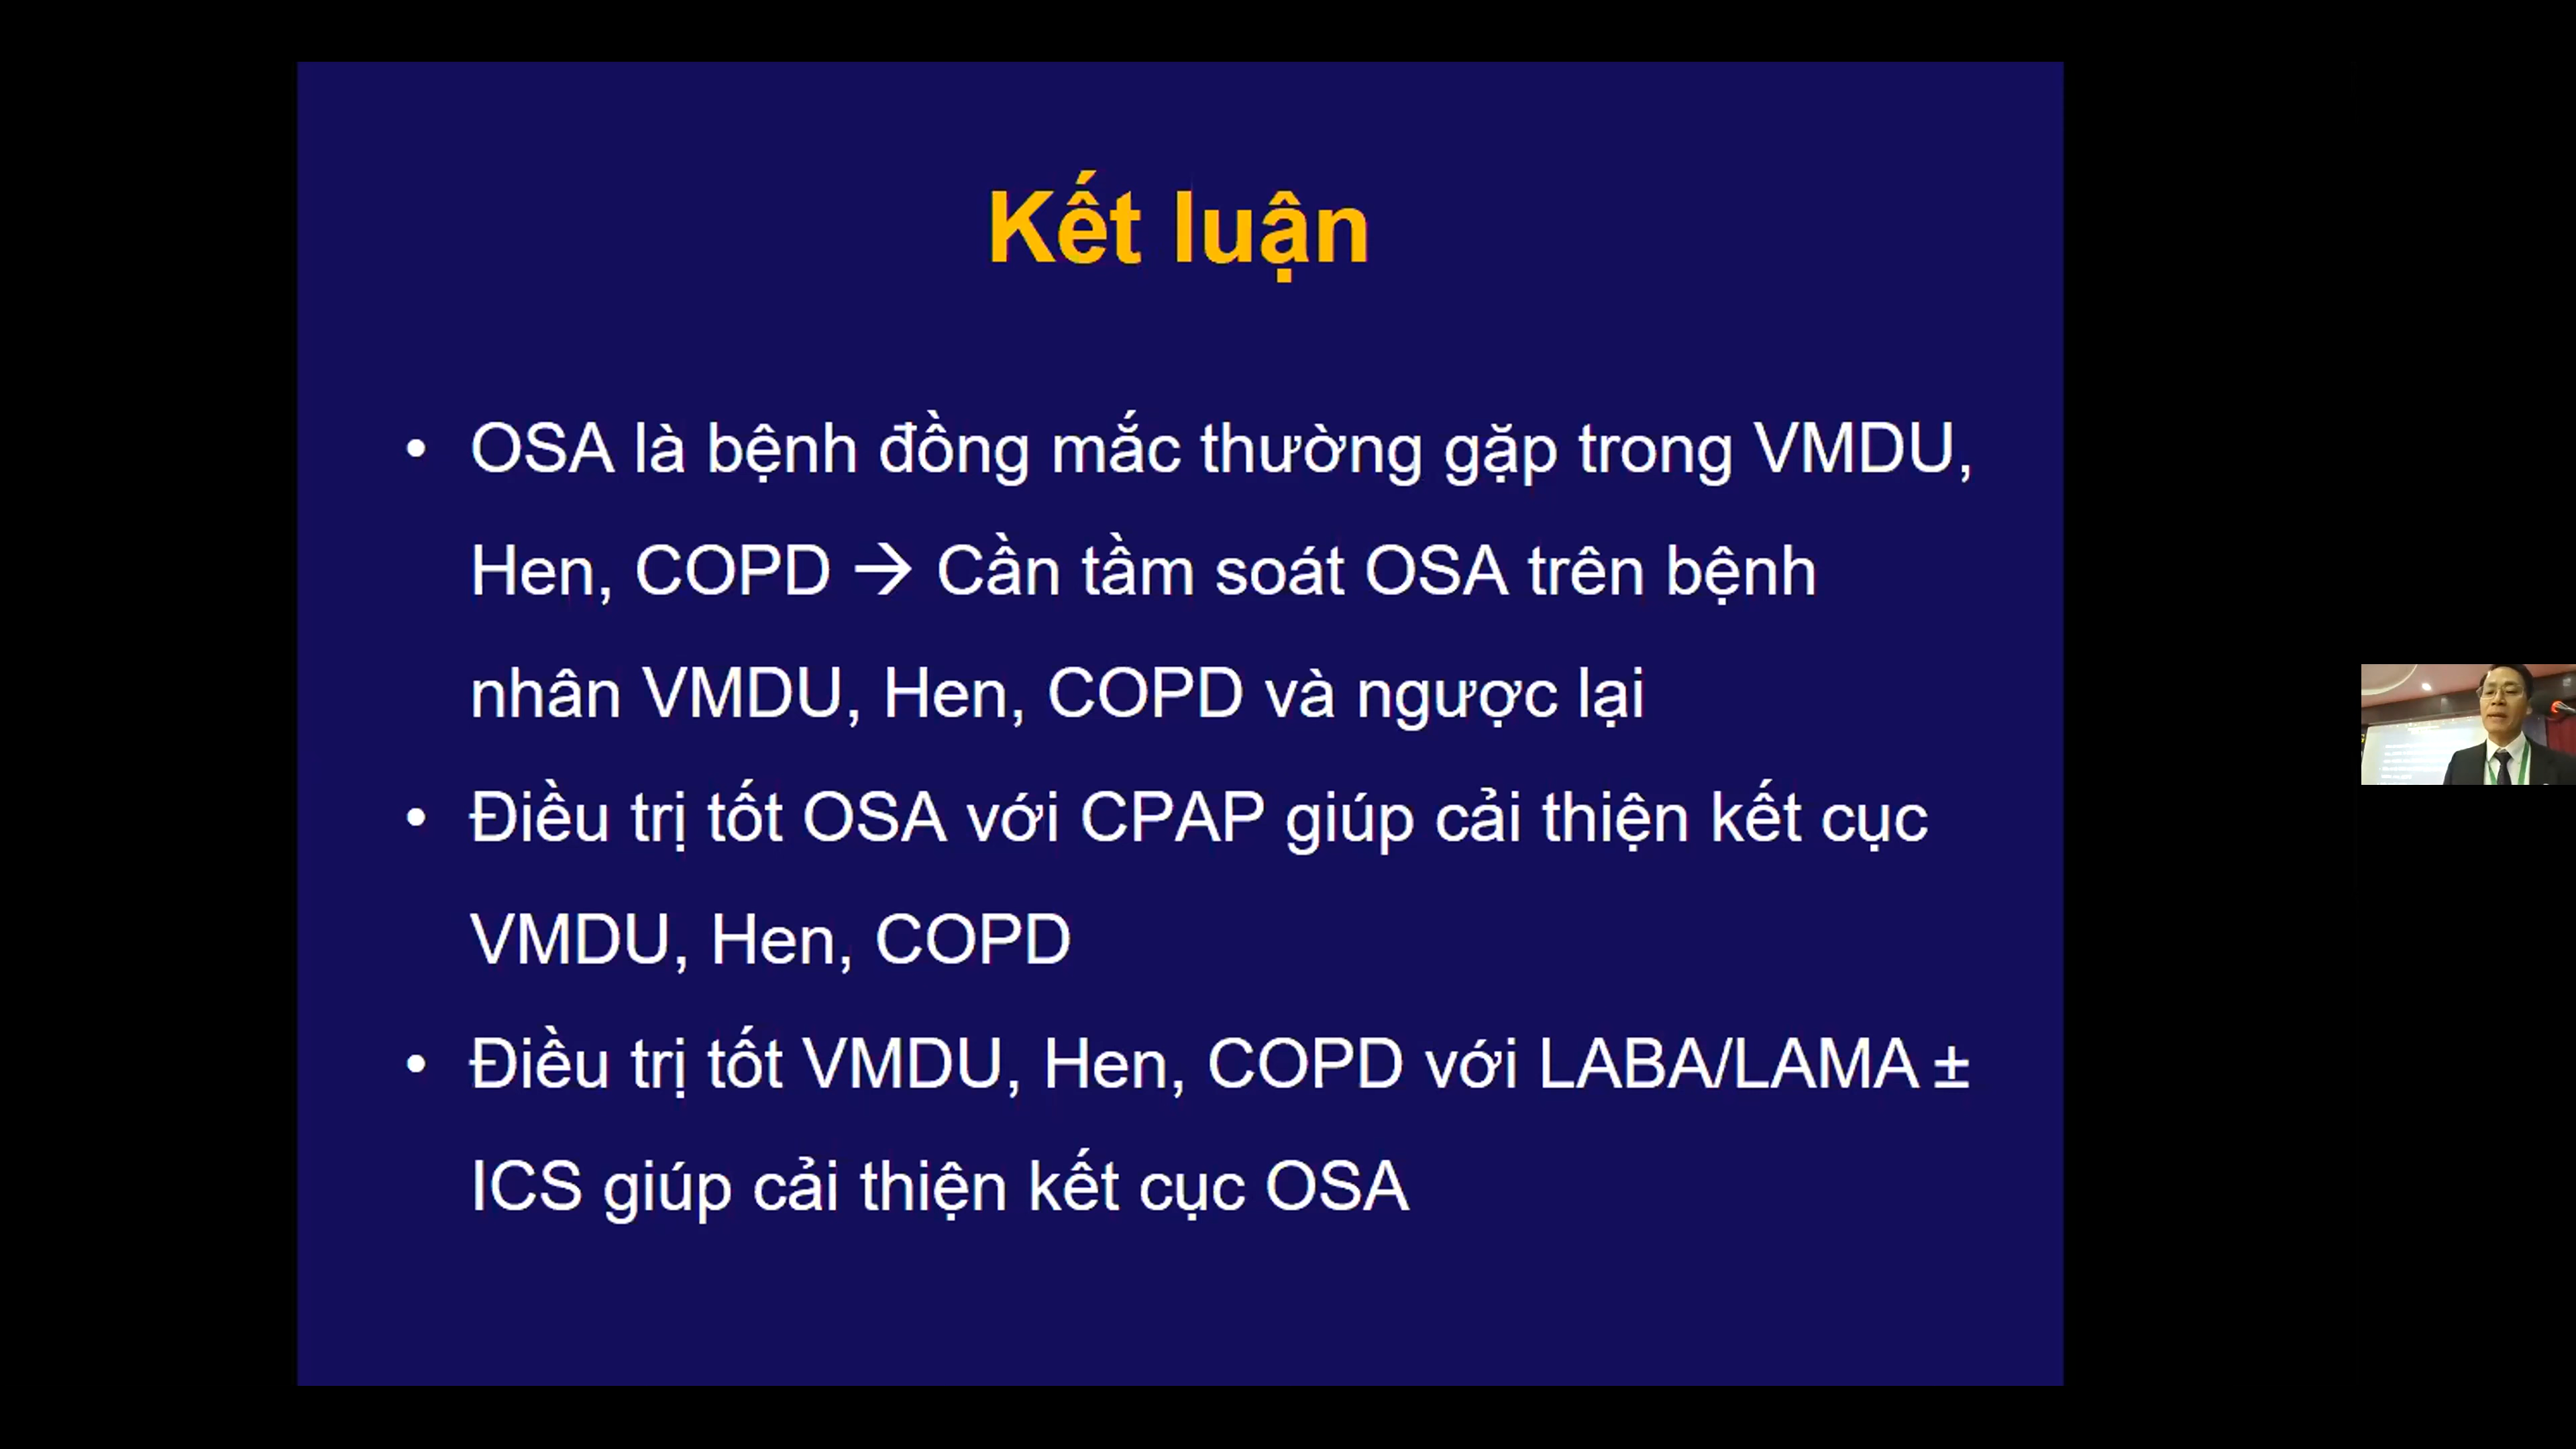 Kết luận
• OSA là bệnh đồng mắc thường gặp trong VMDU,
Hen, COPD → Cần tầm soát OSA trên bệnh
nhân VMDU, Hen, COPD và ngược lại
• Điều trị tốt OSA với CPAP giúp cải thiện kết cục
VMDU, Hen, COPD
• Điều trị tốt VMDU, Hen, COPD với LABA/LAMA ±
ICS giúp cải thiện kết cục OSA